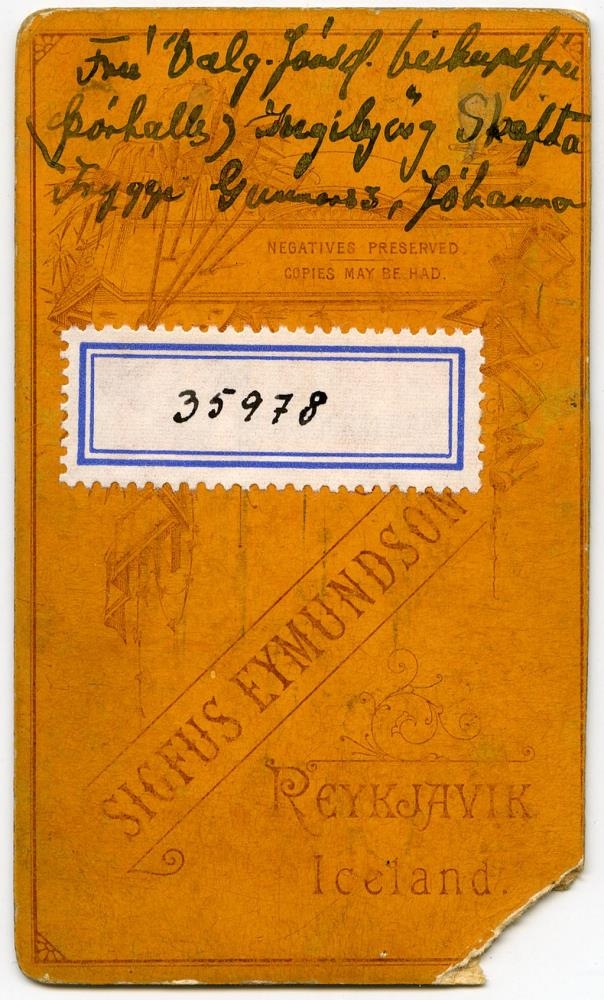 Frú Valg. Jónsd. biskupsfrú
(Þórhalls) Ingibjörg Skafta
Tryggv Gunnarss, Jóhanna
NEGATIVES PRESERVED
COPIES MAY BE HAD.
35978
SIGFUS EYMUNDSON
REYKJAVIK
Iceland.